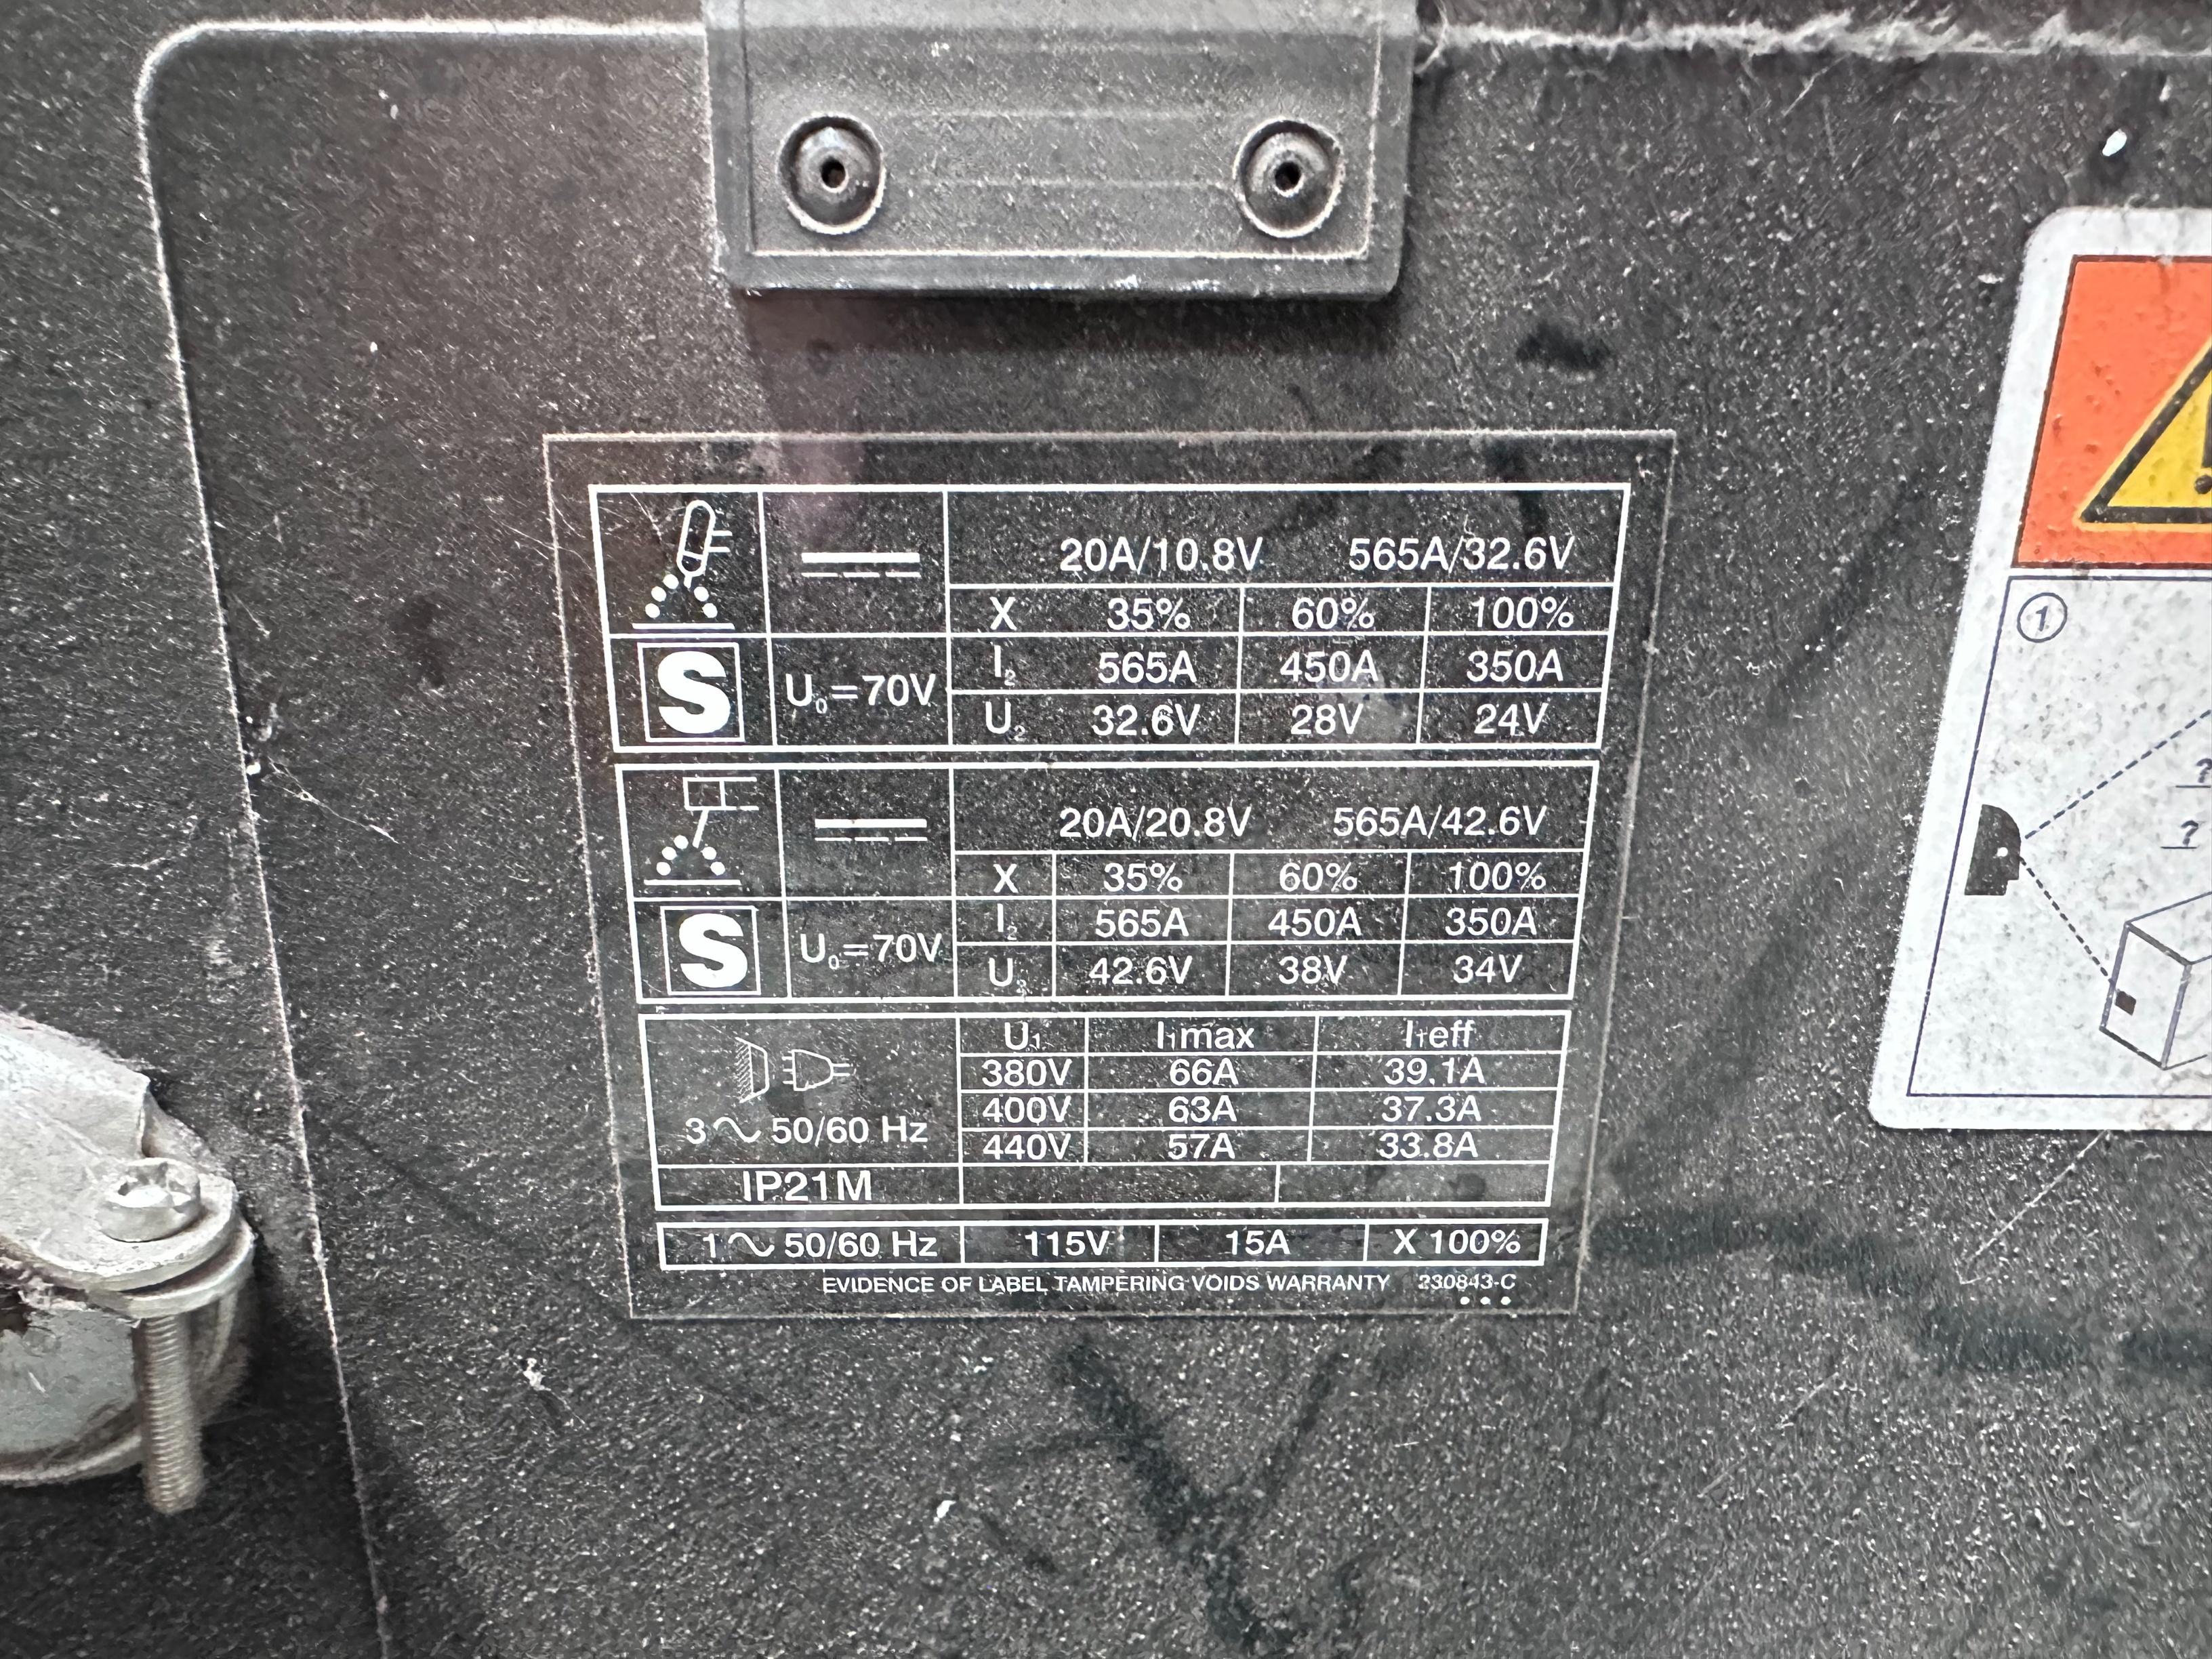 20A/10.8V 565A/32.6V
X 35% 60% 100%
I₂ 565A 450A 350A
S U₀=70V
U₂ 32.6V 28V 24V
20A/20.8V 565A/42.6V
X 35% 60% 100%
I₂ 565A 450A 350A
S U₀=70V
U₂ 42.6V 38V 34V
U₁ I₁max I₁eff
380V 66A 39.1A
400V 63A 37.3A
3~ 50/60 Hz
440V 57A 33.8A
IP21M
1~ 50/60 Hz 115V 15A X 100%
EVIDENCE OF LABEL TAMPERING VOIDS WARRANTY 230843-C
1
?
?